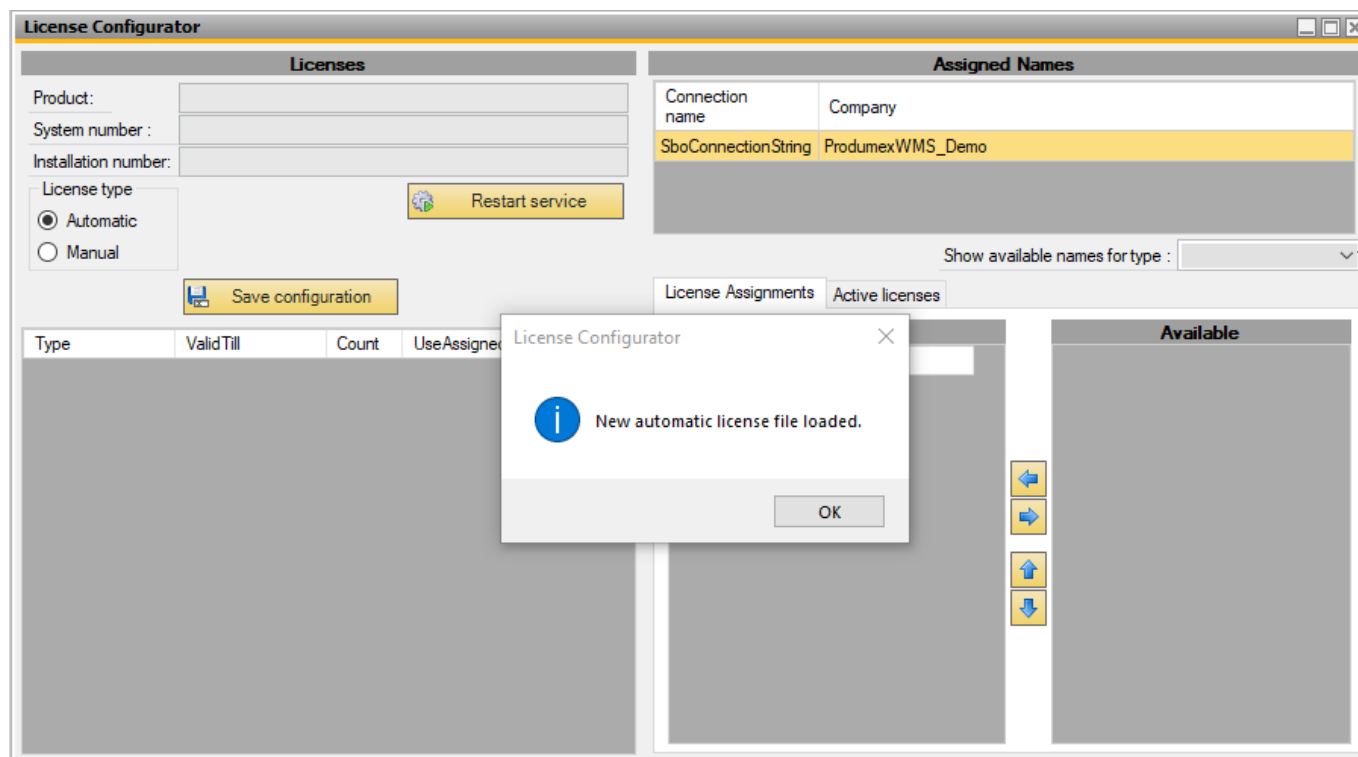 License Configurator
Licenses
Product:
System number :
Installation number:
License type
Automatic
Manual
Restart service
Save configuration
Type ValidTill Count UseAssigned
Assigned Names
Connection name Company
SboConnectionString ProdumexWMS_Demo
Show available names for type :
License Assignments Active licenses
Available
License Configurator
New automatic license file loaded.
OK